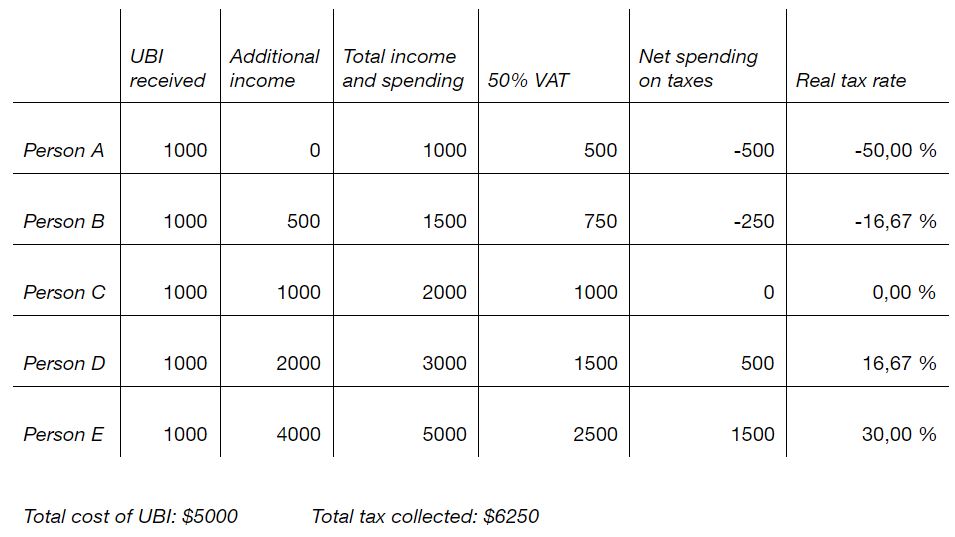 UBI received Additional income Total income and spending 50% VAT Net spending on taxes Real tax rate
Person A 1000 0 1000 500 -500 -50,00 %
Person B 1000 500 1500 750 -250 -16,67 %
Person C 1000 1000 2000 1000 0 0,00 %
Person D 1000 2000 3000 1500 500 16,67 %
Person E 1000 4000 5000 2500 1500 30,00 %
Total cost of UBI: $5000 Total tax collected: $6250